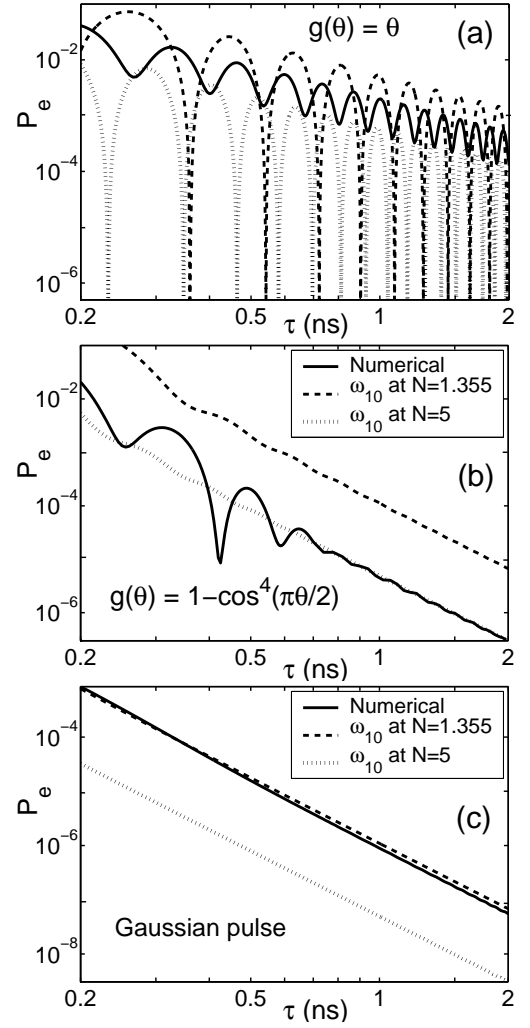 g(θ) = θ
(a)
10^-2
10^-4
10^-6
P_e
0.2 0.5 1 2
τ (ns)
Numerical
ω_10 at N=1.355
ω_10 at N=5
(b)
10^-2
10^-4
10^-6
P_e
g(θ) = 1−cos^4(πθ/2)
0.2 0.5 1 2
τ (ns)
Numerical
ω_10 at N=1.355
ω_10 at N=5
(c)
10^-4
10^-6
10^-8
P_e
Gaussian pulse
0.2 0.5 1 2
τ (ns)